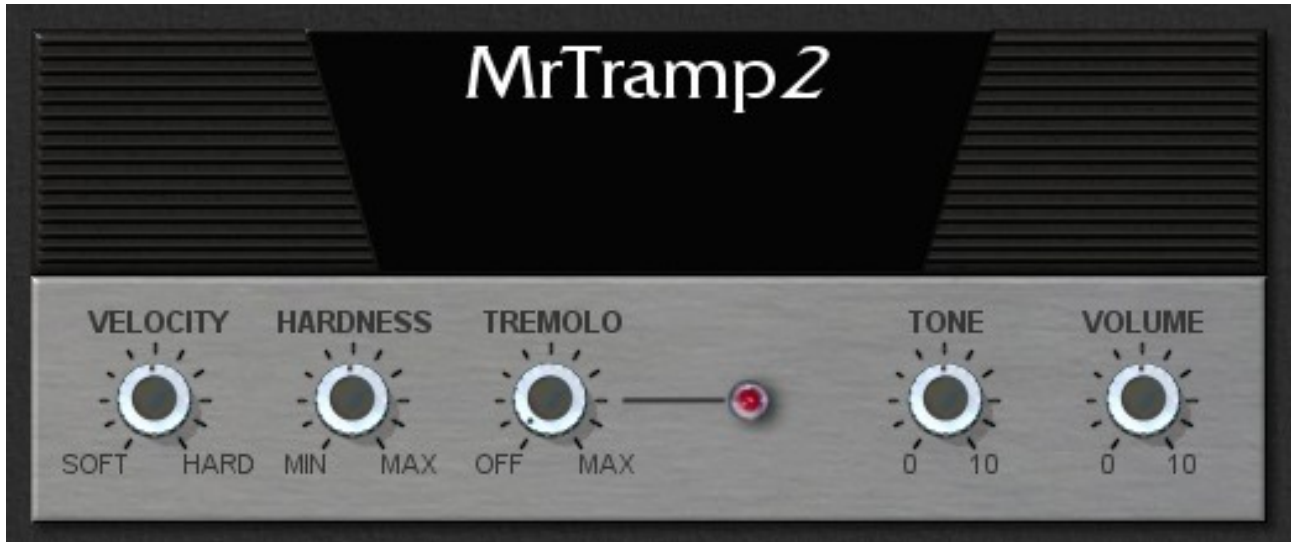 MrTramp2
VELOCITY HARDNESS TREMOLO TONE VOLUME
SOFT HARD MIN MAX OFF MAX 0 10 0 10